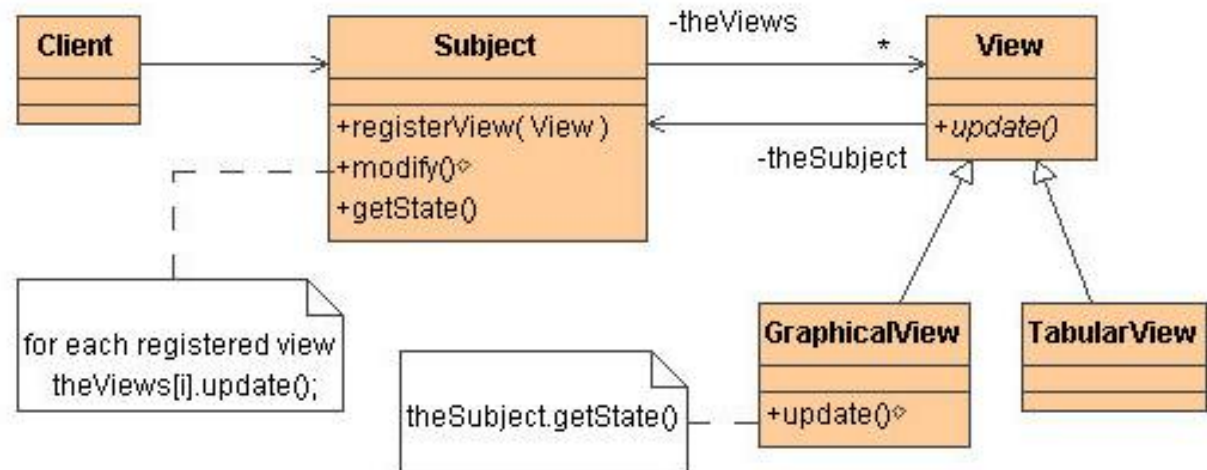 Client
Subject
+registerView( View )
+modify()
+getState()
-theViews
*
View
+update()
-theSubject
for each registered view
theViews[i].update();
theSubject.getState()
GraphicalView
+update()
TabularView